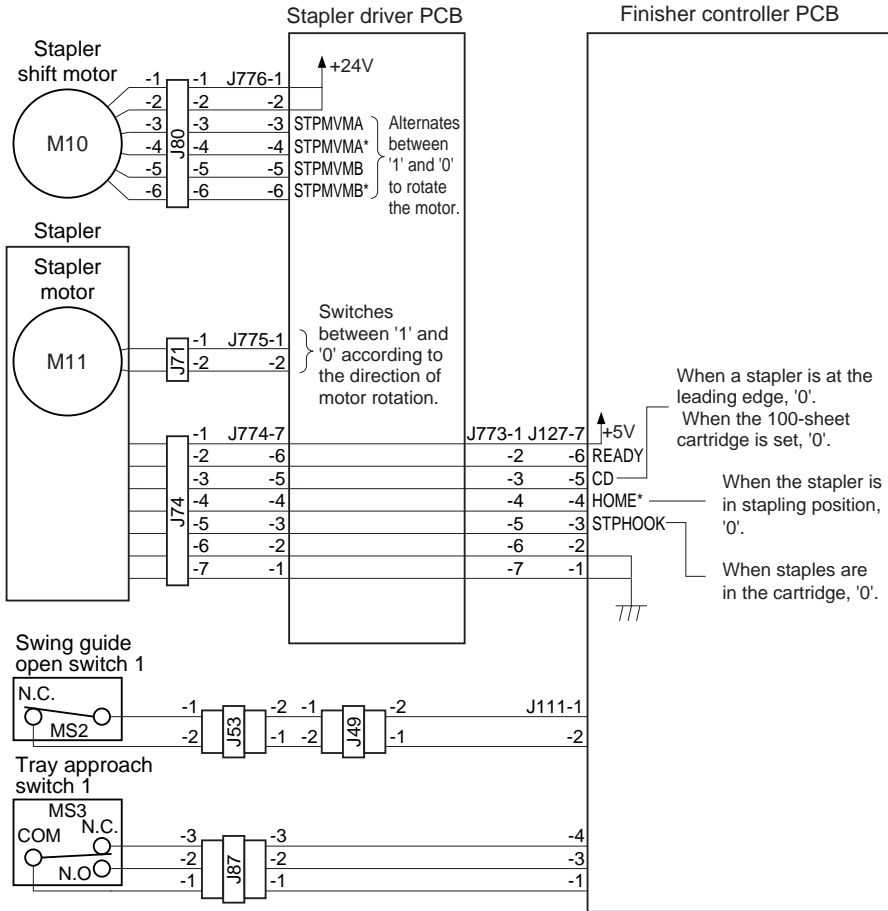 Stapler driver PCB
Finisher controller PCB
Stapler
shift motor
M10
-1 -1 J776-1
-2 -2 -2
-3 -3 -3 STPMVMA
-4 -4 -4 STPMVMA*
-5 -5 -5 STPMVMB
-6 -6 -6 STPMVMB*
J80
+24V
Alternates
between
'1' and '0'
to rotate
the motor.
Stapler
Stapler
motor
M11
J71
-1 J775-1
-2 -2
Switches
between '1' and
'0' according to
the direction of
motor rotation.
J74
-1 J774-7 J773-1 J127-7 +5V
-2 -6 -2 -6 READY
-3 -5 -3 -5 CD
-4 -4 -4 -4 HOME*
-5 -3 -5 -3 STPHOOK
-6 -2 -6 -2
-7 -1 -7 -1
When a stapler is at the
leading edge, '0'.
When the 100-sheet
cartridge is set, '0'.
When the stapler is
in stapling position,
'0'.
When staples are
in the cartridge, '0'.
Swing guide
open switch 1
N.C.
MS2
-1 -2 -1 -2 J111-1
-2 -1 -2 -1 -2
J53
J49
Tray approach
switch 1
MS3
COM N.C.
N.O
-3 -3 -4
-2 -2 -3
-1 -1 -1
J87